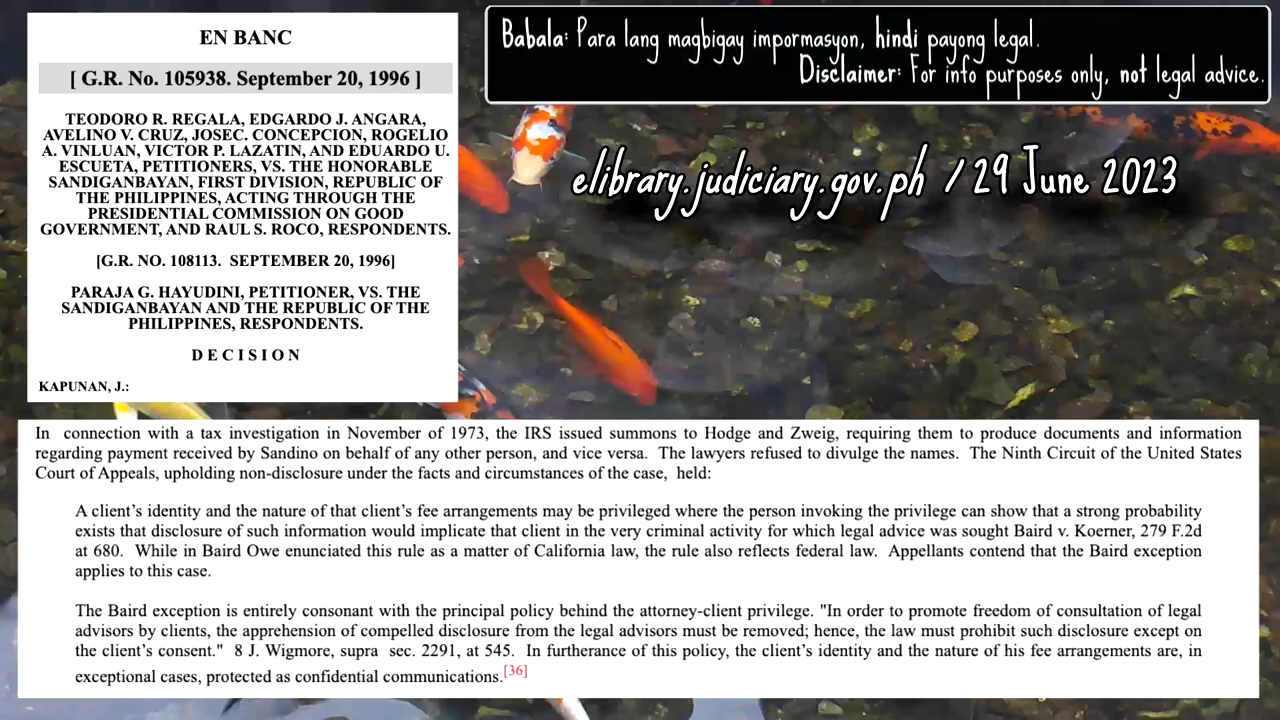 EN BANC
[ G.R. No. 105938. September 20, 1996 ]
TEODORO R. REGALA, EDGARDO J. ANGARA,
AVELINO V. CRUZ, JOSEC. CONCEPCION, ROGELIO
A. VINLUAN, VICTOR P. LAZATIN, AND EDUARDO U.
ESCUETA, PETITIONERS, VS. THE HONORABLE
SANDIGANBAYAN, FIRST DIVISION, REPUBLIC OF
THE PHILIPPINES, ACTING THROUGH THE
PRESIDENTIAL COMMISSION ON GOOD
GOVERNMENT, AND RAUL S. ROCO, RESPONDENTS.
[G.R. NO. 108113. SEPTEMBER 20, 1996]
PARAJA G. HAYUDINI, PETITIONER, VS. THE
SANDIGANBAYAN AND THE REPUBLIC OF THE
PHILIPPINES, RESPONDENTS.
D E C I S I O N
KAPUNAN, J.:
Babala: Para lang magbigay impormasyon, hindi payong legal.
Disclaimer: For info purposes only, not legal advice.
elibrary.judiciary.gov.ph / 29 June 2023
In connection with a tax investigation in November of 1973, the IRS issued summons to Hodge and Zweig, requiring them to produce documents and information
regarding payment received by Sandino on behalf of any other person, and vice versa. The lawyers refused to divulge the names. The Ninth Circuit of the United States
Court of Appeals, upholding non-disclosure under the facts and circumstances of the case, held:
A client's identity and the nature of that client's fee arrangements may be privileged where the person invoking the privilege can show that a strong probability
exists that disclosure of such information would implicate that client in the very criminal activity for which legal advice was sought Baird v. Koerner, 279 F.2d
at 680. While in Baird Owe enunciated this rule as a matter of California law, the rule also reflects federal law. Appellants contend that the Baird exception
applies to this case.
The Baird exception is entirely consonant with the principal policy behind the attorney-client privilege. "In order to promote freedom of consultation of legal
advisors by clients, the apprehension of compelled disclosure from the legal advisors must be removed; hence, the law must prohibit such disclosure except on
the client's consent." 8 J. Wigmore, supra sec. 2291, at 545. In furtherance of this policy, the client's identity and the nature of his fee arrangements are, in
exceptional cases, protected as confidential communications.[36]